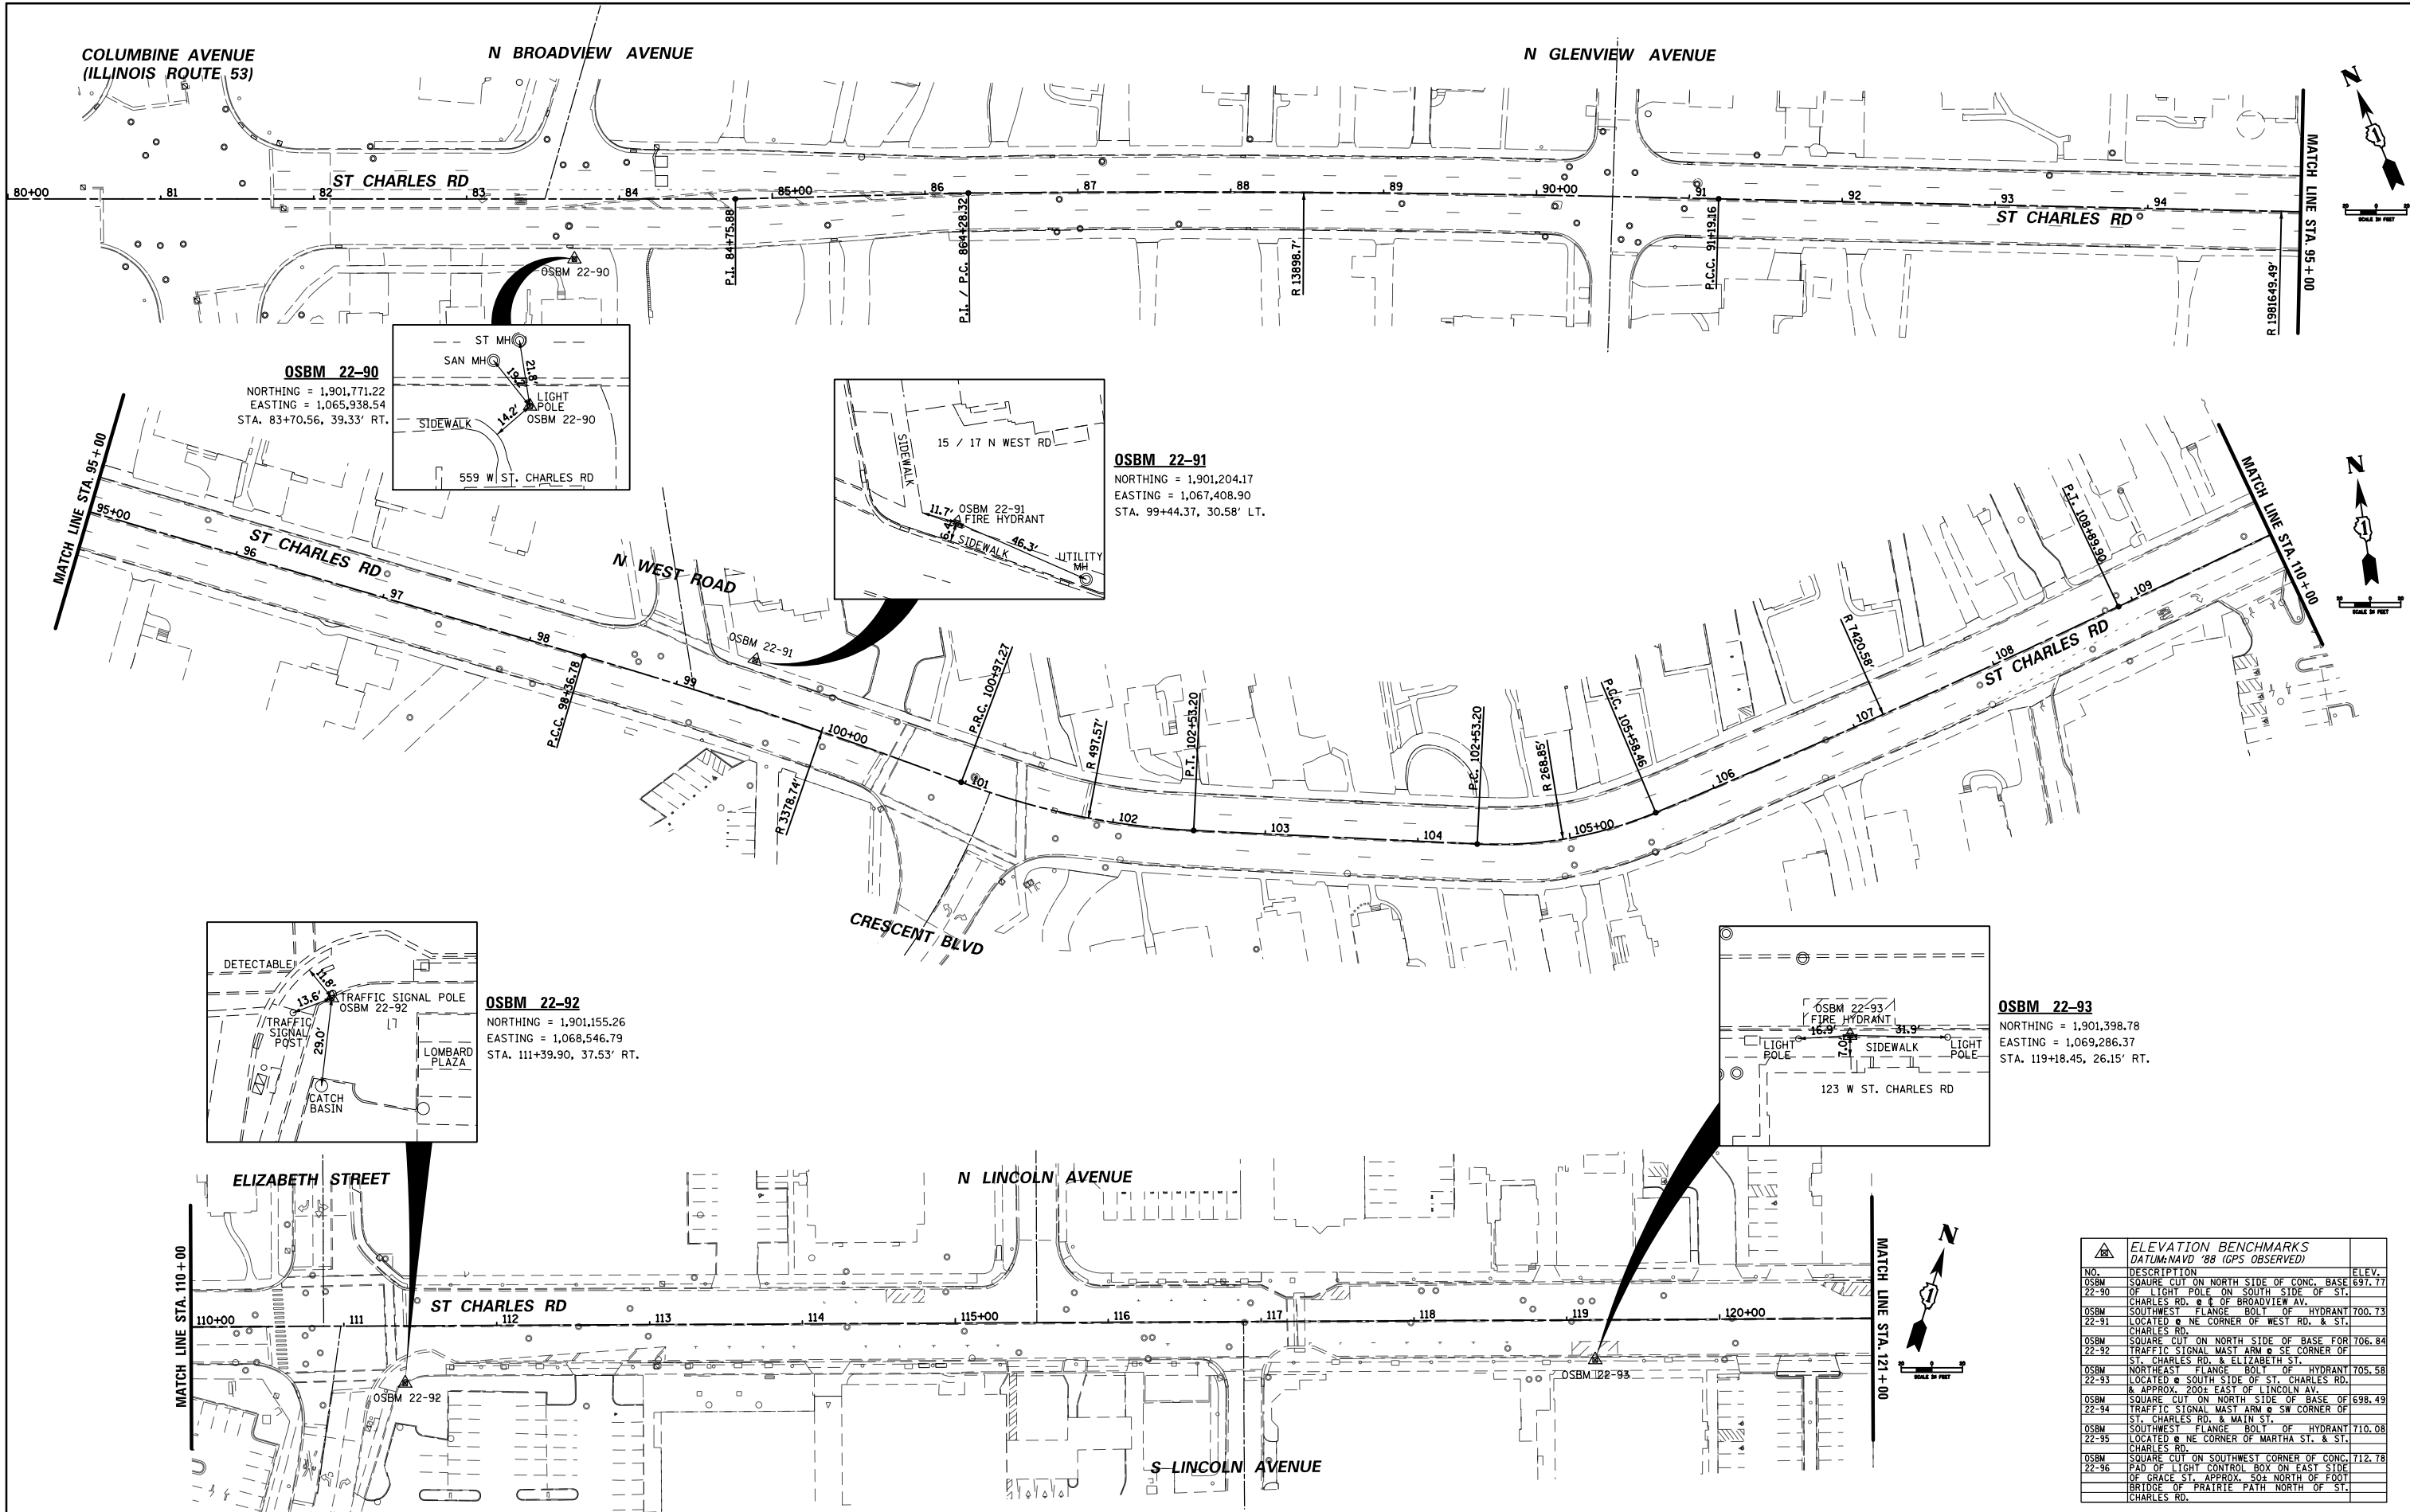 COLUMBINE AVENUE
(ILLINOIS ROUTE 53)
N BROADVIEW AVENUE
N GLENVIEW AVENUE
N
ST CHARLES RD
80+00
81
82
83
84
85+00
86
87
88
89
90+00
91
92
93
94
ST CHARLES RD
MATCH LINE STA. 95+00
SCALE IN FEET
P.I. 84+75.88
P.I. / P.C. 864+28.32
R 13898.7'
P.C.C. 91+19.16
R 1981649.49'
OSBM 22-90
OSBM 22-90
NORTHING = 1,901,771.22
EASTING = 1,065,938.54
STA. 83+70.56, 39.33' RT.
ST MH
SAN MH
21.8'
LIGHT
POLE
OSBM 22-90
14.2'
SIDEWALK
559 W ST. CHARLES RD
SIDEWALK
15 / 17 N WEST RD
11.7'
OSBM 22-91
FIRE HYDRANT
SIDEWALK
46.3'
UTILITY
MH
OSBM 22-91
NORTHING = 1,901,204.17
EASTING = 1,067,408.90
STA. 99+44.37, 30.58' LT.
MATCH LINE STA. 95+00
95+00
96
97
98
99
100+00
101
102
103
104
105+00
106
107
108
109
ST CHARLES RD
N WEST ROAD
OSBM 22-91
P.C.C. 98+36.78
R 3378.74'
P.R.C. 100+97.27
R 497.57'
P.T. 102+53.20
P.C. 102+53.20
R 268.85'
P.C.C. 105+58.46
R 7420.58'
P.T. 108+89.90
ST CHARLES RD
MATCH LINE STA. 110+00
N
SCALE IN FEET
CRESCENT BLVD
DETECTABLE
11.8'
13.6'
TRAFFIC SIGNAL POLE
OSBM 22-92
TRAFFIC
SIGNAL
POST
29.0'
LOMBARD
PLAZA
CATCH
BASIN
OSBM 22-92
NORTHING = 1,901,155.26
EASTING = 1,068,546.79
STA. 111+39.90, 37.53' RT.
OSBM 22-93
FIRE HYDRANT
16.9'
31.9'
LIGHT
POLE
7.0'
SIDEWALK
LIGHT
POLE
123 W ST. CHARLES RD
OSBM 22-93
NORTHING = 1,901,398.78
EASTING = 1,069,286.37
STA. 119+18.45, 26.15' RT.
ELIZABETH STREET
N LINCOLN AVENUE
MATCH LINE STA. 110+00
ST CHARLES RD
110+00
111
112
113
114
115+00
116
117
118
119
120+00
MATCH LINE STA. 121+00
N
SCALE IN FEET
OSBM 22-92
OSBM 22-93
S LINCOLN AVENUE
ELEVATION BENCHMARKS
DATUM:NAVD '88 (GPS OBSERVED)
NO. DESCRIPTION ELEV.
OSBM SQAURE CUT ON NORTH SIDE OF CONC. BASE 697.77
22-90 OF LIGHT POLE ON SOUTH SIDE OF ST.
CHARLES RD. @ ℄ OF BROADVIEW AV.
OSBM SOUTHWEST FLANGE BOLT OF HYDRANT 700.73
22-91 LOCATED @ NE CORNER OF WEST RD. & ST.
CHARLES RD.
OSBM SQUARE CUT ON NORTH SIDE OF BASE FOR 706.84
22-92 TRAFFIC SIGNAL MAST ARM @ SE CORNER OF
ST. CHARLES RD. & ELIZABETH ST.
OSBM NORTHEAST FLANGE BOLT OF HYDRANT 705.58
22-93 LOCATED @ SOUTH SIDE OF ST. CHARLES RD.
& APPROX. 200± EAST OF LINCOLN AV.
OSBM SQUARE CUT ON NORTH SIDE OF BASE OF 698.49
22-94 TRAFFIC SIGNAL MAST ARM @ SW CORNER OF
ST. CHARLES RD. & MAIN ST.
OSBM SOUTHWEST FLANGE BOLT OF HYDRANT 710.08
22-95 LOCATED @ NE CORNER OF MARTHA ST. & ST.
CHARLES RD.
OSBM SQUARE CUT ON SOUTHWEST CORNER OF CONC. 712.78
22-96 PAD OF LIGHT CONTROL BOX ON EAST SIDE
OF GRACE ST. APPROX. 50± NORTH OF FOOT
BRIDGE OF PRAIRIE PATH NORTH OF ST.
CHARLES RD.